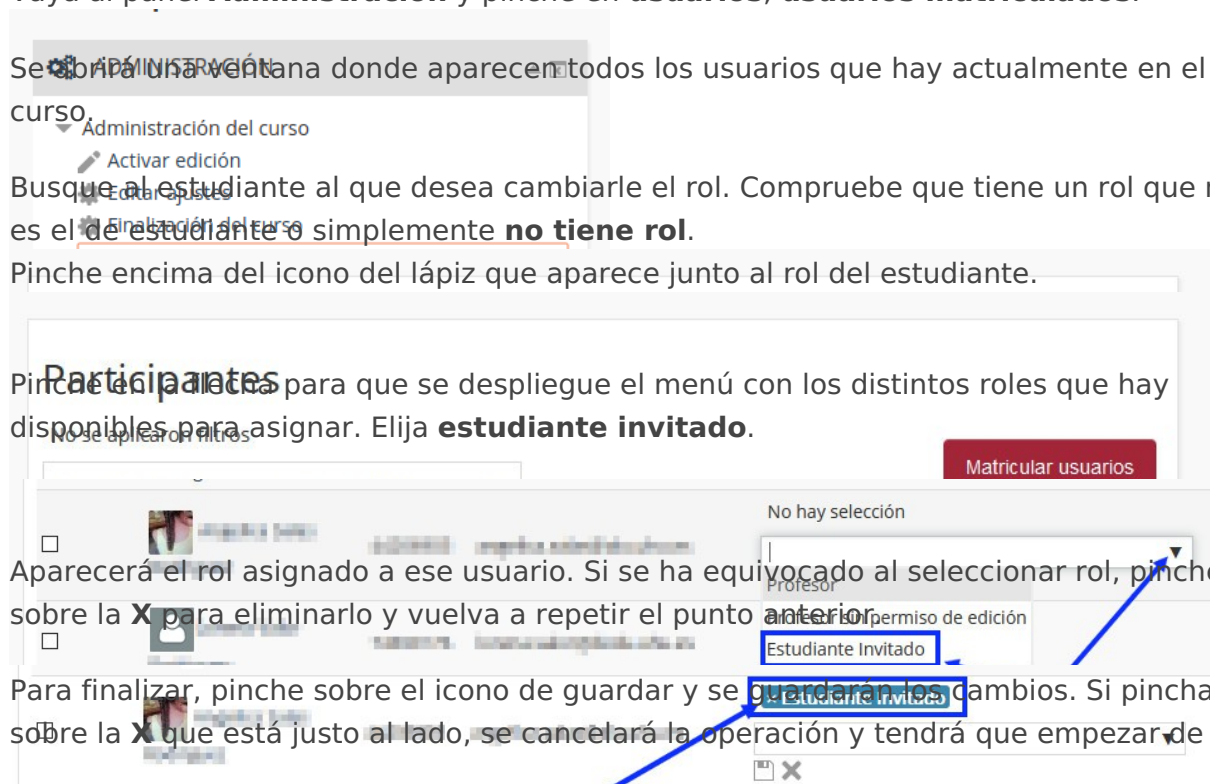 Vaya al panel Administración y pinche en usuarios, usuarios matriculados.
ADMINISTRACIÓN
Se abrirá una ventana donde aparecen todos los usuarios que hay actualmente en el
curso.
Administración del curso
Activar edición
Busque al estudiante al que desea cambiarle el rol. Compruebe que tiene un rol que
Editar ajustes
es el de estudiante o simplemente no tiene rol.
Finalización del curso
Pinche encima del icono del lápiz que aparece junto al rol del estudiante.
Participantes
Pinche en la flecha para que se despliegue el menú con los distintos roles que hay
disponibles para asignar. Elija estudiante invitado.
No se aplicaron filtros
Matricular usuarios
No hay selección
Aparecerá el rol asignado a ese usuario. Si se ha equivocado al seleccionar rol, pinche
Profesor
sobre la X para eliminarlo y vuelva a repetir el punto anterior.
Profesor sin permiso de edición
Estudiante Invitado
Para finalizar, pinche sobre el icono de guardar y se guardarán los cambios. Si pincha
× Estudiante Invitado
sobre la X que está justo al lado, se cancelará la operación y tendrá que empezar de